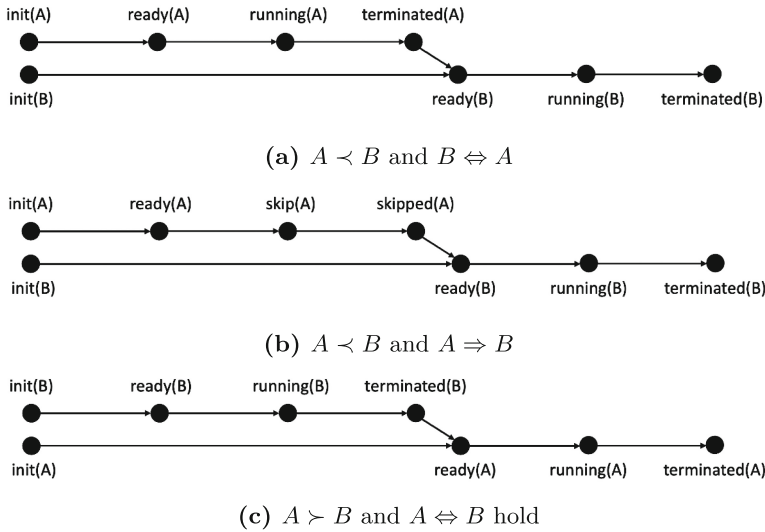 init(A) ready(A) running(A) terminated(A)
init(B) ready(B) running(B) terminated(B)
(a) A ≺ B and B ⇔ A
init(A) ready(A) skip(A) skipped(A)
init(B) ready(B) running(B) terminated(B)
(b) A ≺ B and A ⇒ B
init(B) ready(B) running(B) terminated(B)
init(A) ready(A) running(A) terminated(A)
(c) A ≻ B and A ⇔ B hold